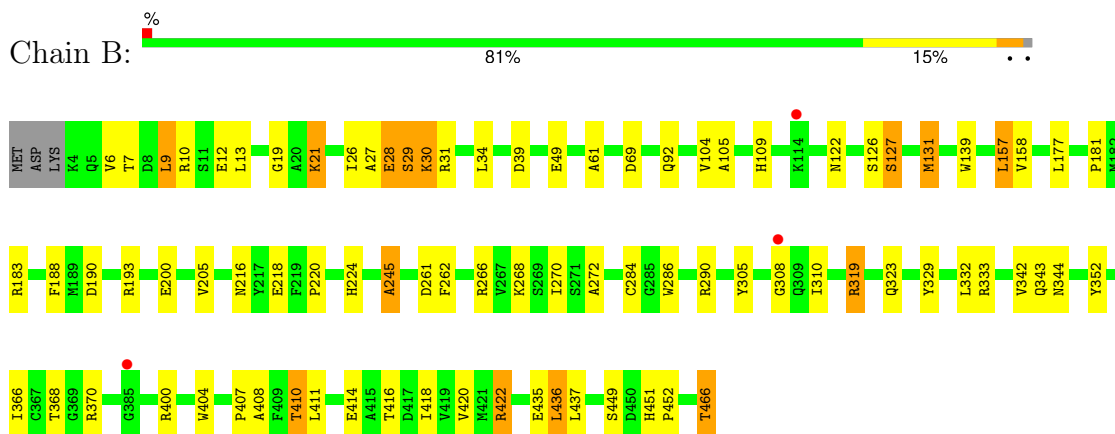 %
Chain B:
81% 15% • •
MET ASP LYS K4 Q5 V6 T7 D8 L9 R10 S11 E12 L13 G19 A20 K21 I26 A27 E28 S29 K30 R31 L34 D39 E49 A61 D69 Q92 V104 A105 H109 K114 N122 S126 S127 M131 W139 L157 V158 L177 P181 M182
R183 F188 M189 D190 R193 E200 V205 N216 Y217 E218 F219 P220 H224 A245 D261 F262 R266 V267 K268 S269 I270 S271 A272 C284 G285 W286 R290 Y305 G308 Q309 I310 R319 Q323 Y329 L332 R333 V342 Q343 N344 Y352
I366 C367 T368 G369 R370 G385 R400 W404 P407 A408 F409 T410 L411 E414 A415 T416 D417 I418 V419 V420 M421 R422 E435 L436 L437 S449 D450 H451 P452 T466